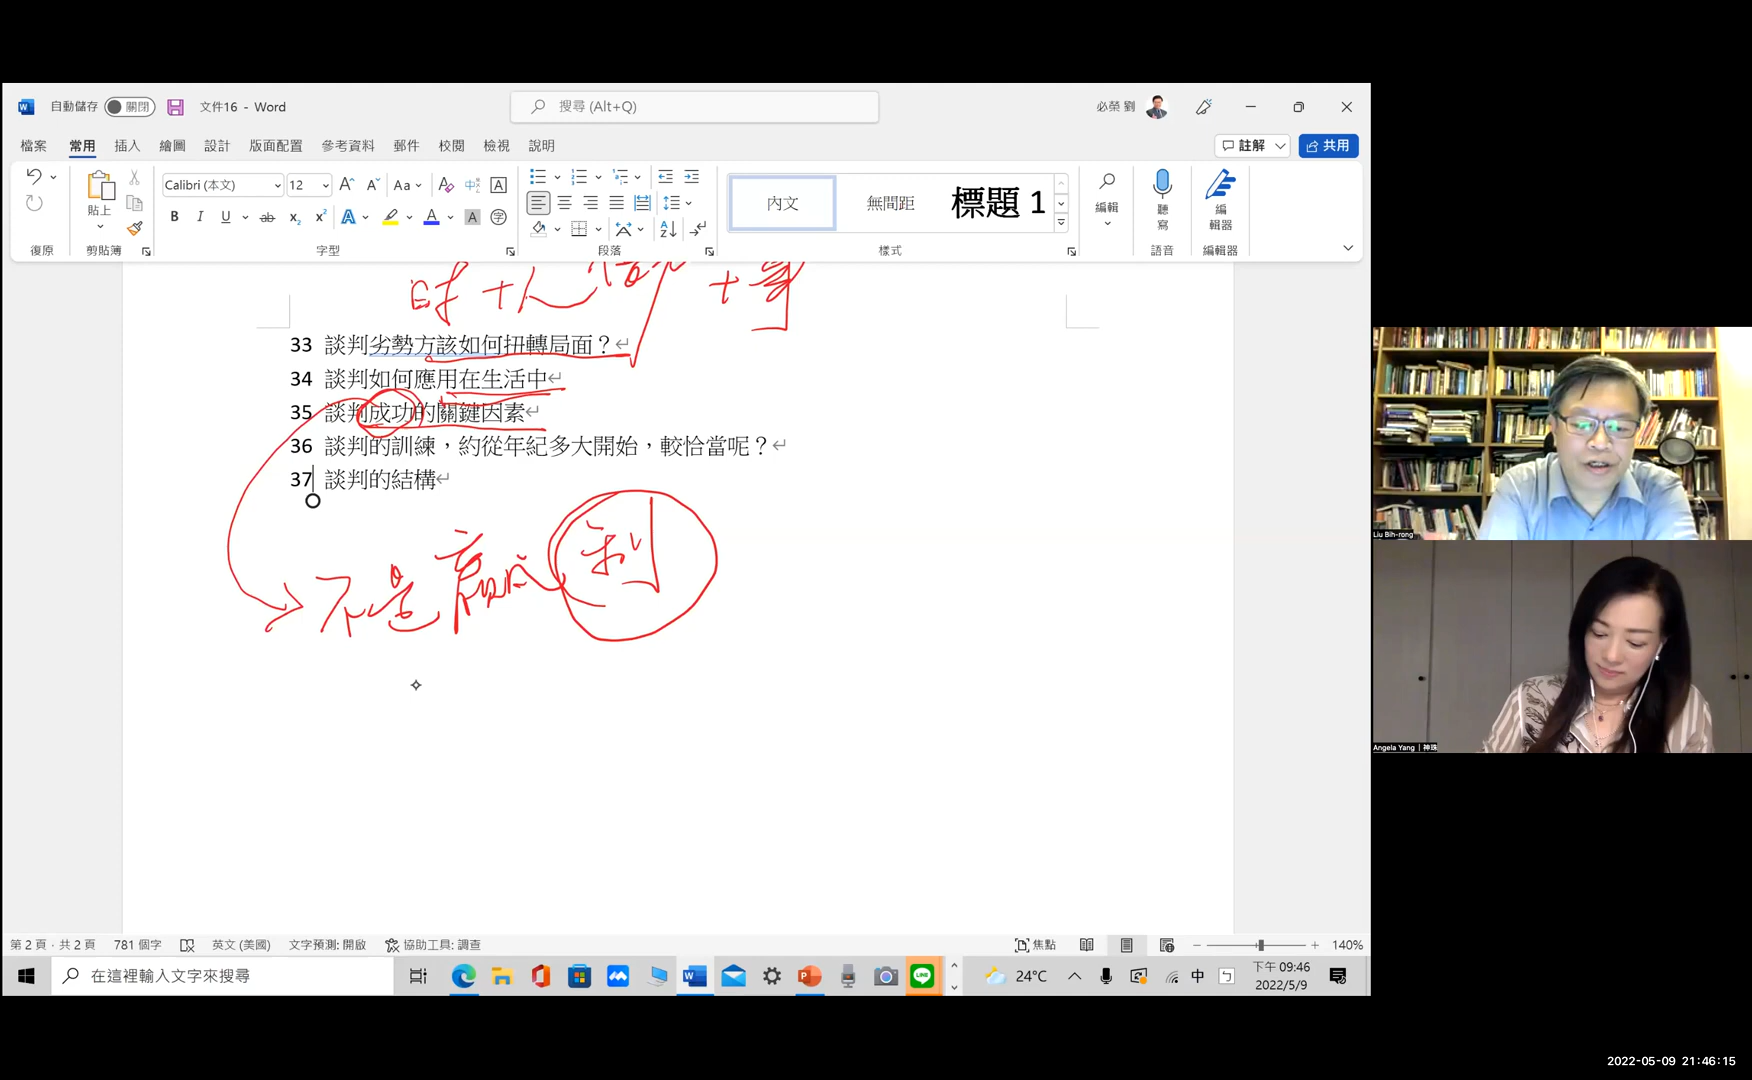 自動儲存 關閉 文件16 - Word 搜尋 (Alt+Q) 必榮 劉
檔案 常用 插入 繪圖 設計 版面配置 參考資料 郵件 校閱 檢視 說明 註解 共用
貼上 Calibri (本文) 12 Aa 內文 無間距 標題 1 編輯 聽寫 編輯器
復原 剪貼簿 字型 段落 樣式 語音 編輯器
時 + 人 +
33 談判劣勢方該如何扭轉局面？
34 談判如何應用在生活中
35 談判成功的關鍵因素
36 談判的訓練，約從年紀多大開始，較恰當呢？
37 談判的結構
不是贏 利
Liu Bih-rong
Angela Yang | 神珠
第 2 頁，共 2 頁 781 個字 英文 (美國) 文字預測: 開啟 協助工具: 調查 焦點 140%
在這裡輸入文字來搜尋 24°C 中 下午 09:46
2022/5/9
2022-05-09 21:46:15